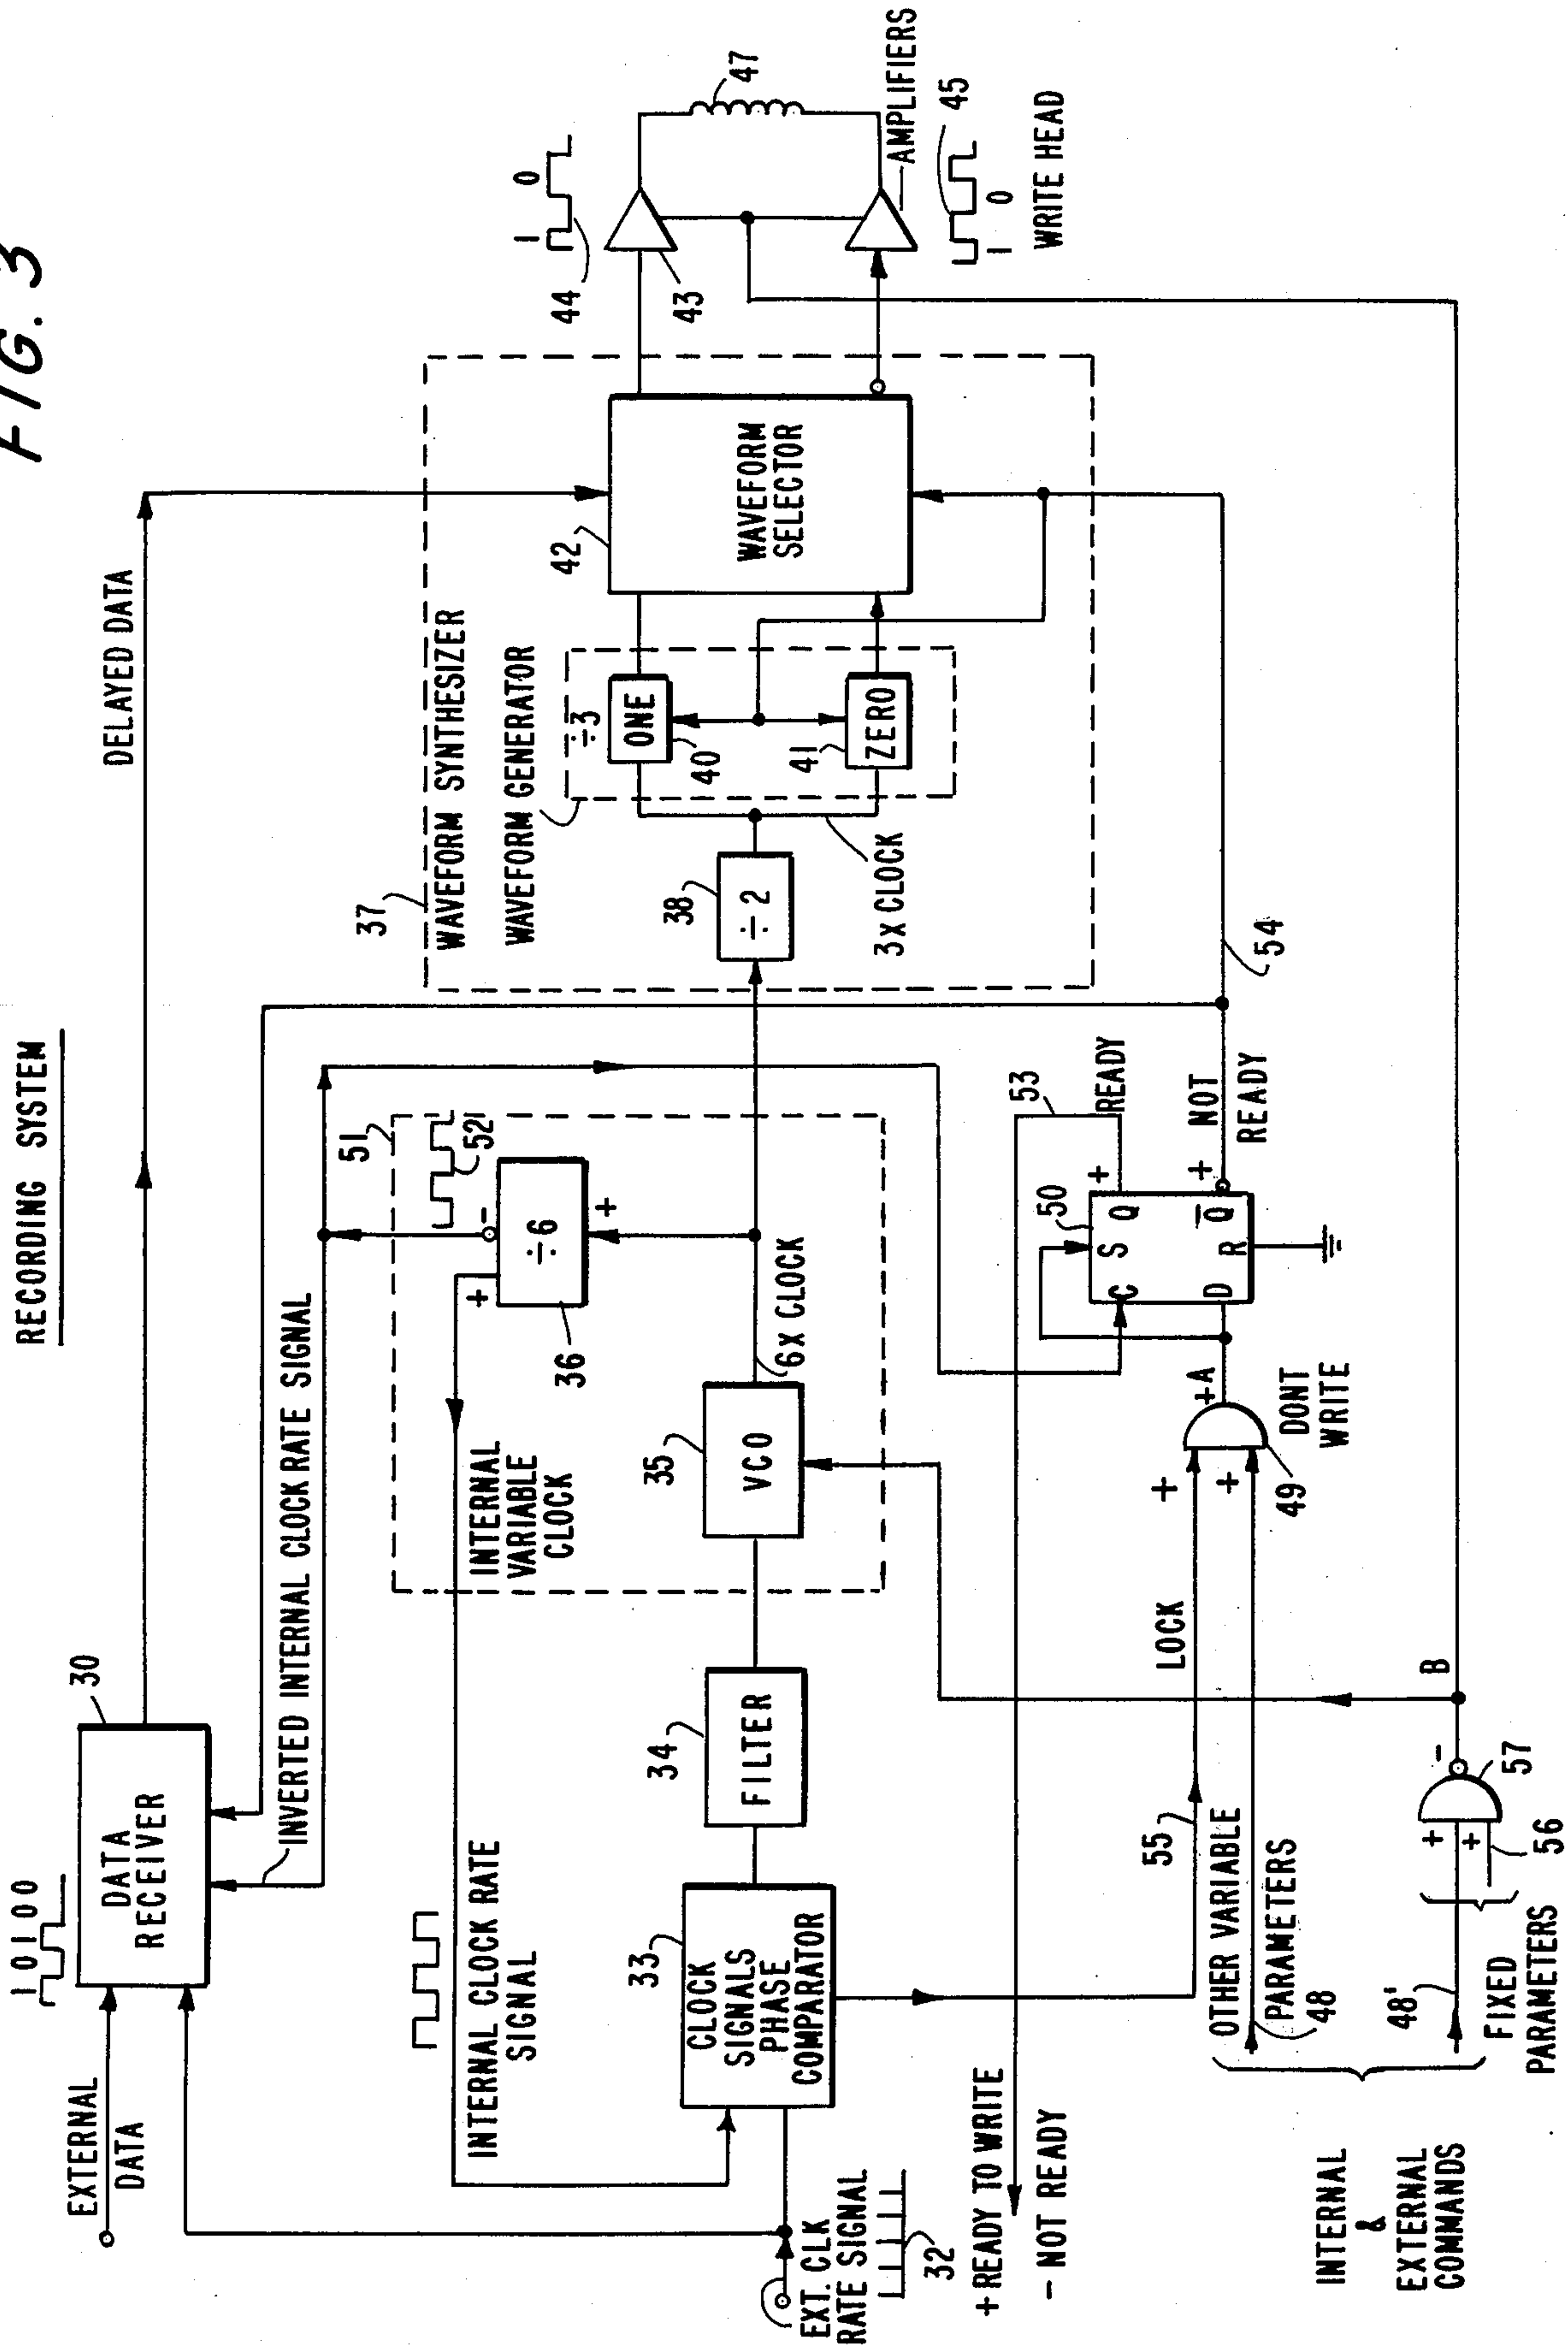 FIG. 3
RECORDING SYSTEM
1 0 1 0 0
EXTERNAL
DATA
30
DATA
RECEIVER
DELAYED DATA
INVERTED INTERNAL CLOCK RATE SIGNAL
INTERNAL CLOCK RATE
SIGNAL
EXT. CLK
RATE SIGNAL
32
33
CLOCK
SIGNALS
PHASE
COMPARATOR
34
FILTER
INTERNAL
VARIABLE
CLOCK
35
VCO
6X CLOCK
36
÷6
+
-
+
51
52
37
WAVEFORM SYNTHESIZER
WAVEFORM GENERATOR
38
÷2
3X CLOCK
÷3
ONE
40
41
ZERO
42
WAVEFORM
SELECTOR
44
1 0
43
47
AMPLIFIERS
45
1 0
WRITE HEAD
+ READY TO WRITE
- NOT READY
53
READY
50
C S Q
D R Q
+
+
NOT
READY
54
LOCK
55
+
+
+A
49
DONT
WRITE
OTHER VARIABLE
PARAMETERS
48
48'
FIXED
PARAMETERS
56
+
+
57
-
B
INTERNAL
&
EXTERNAL
COMMANDS